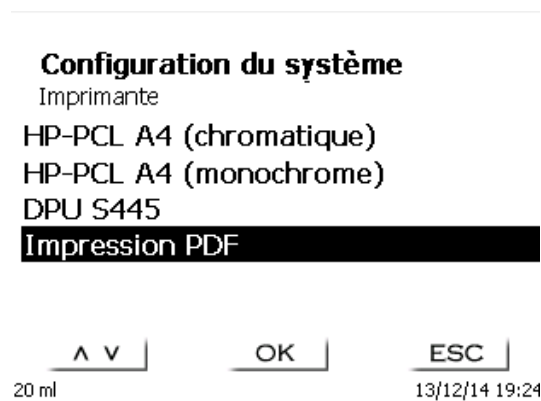 Configuration du système
Imprimante
HP-PCL A4 (chromatique)
HP-PCL A4 (monochrome)
DPU S445
Impression PDF
∧ ∨ OK ESC
20 ml 13/12/14 19:24